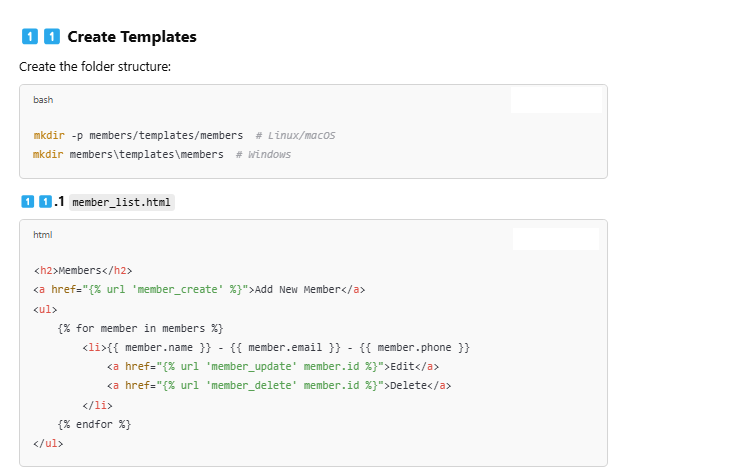 1️⃣1️⃣ Create Templates
Create the folder structure:
bash
mkdir -p members/templates/members  # Linux/macOS
mkdir members\templates\members  # Windows
1️⃣1️⃣.1 member_list.html
html
<h2>Members</h2>
<a href="{% url 'member_create' %}">Add New Member</a>
<ul>
    {% for member in members %}
        <li>{{ member.name }} - {{ member.email }} - {{ member.phone }}
            <a href="{% url 'member_update' member.id %}">Edit</a>
            <a href="{% url 'member_delete' member.id %}">Delete</a>
        </li>
    {% endfor %}
</ul>